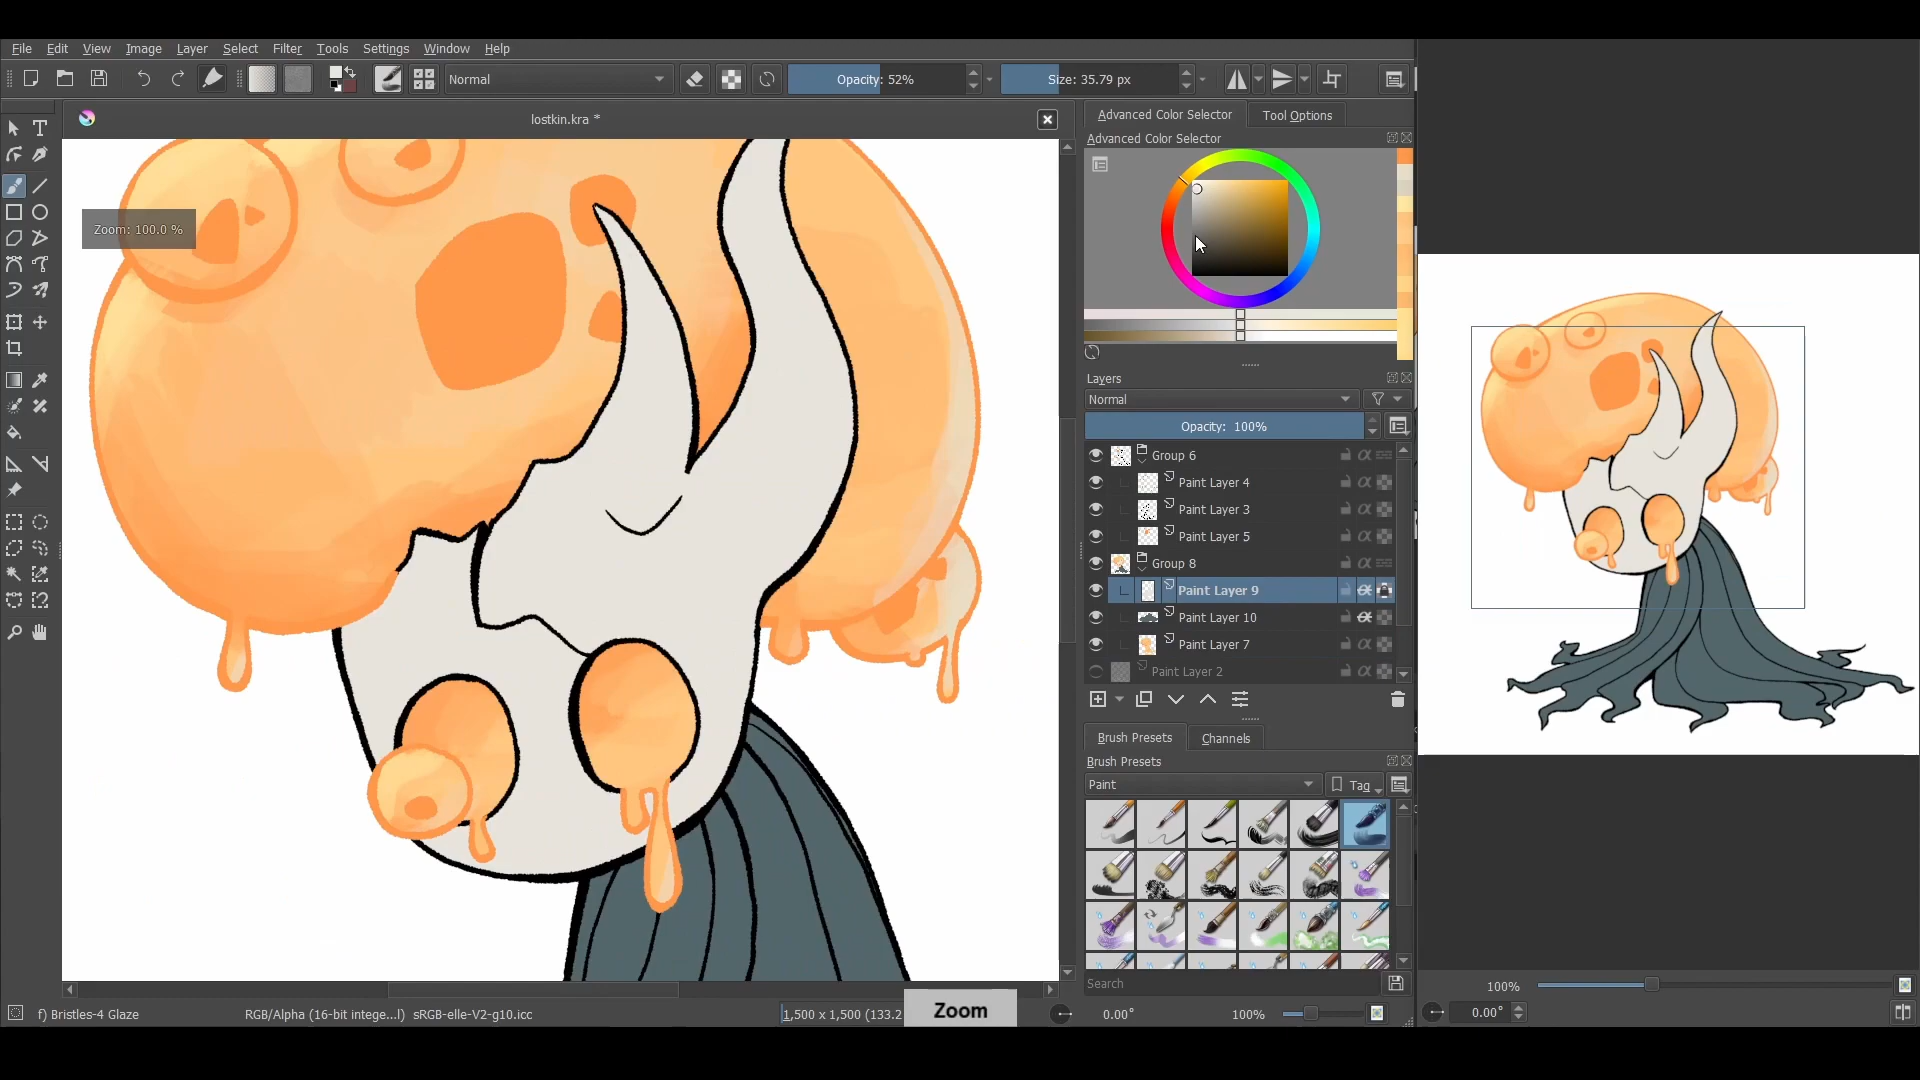 File Edit View Image Layer Select Filter Tools Settings Window Help
Normal
Opacity: 52%
Size: 35.79 px
lostkin.kra *
Zoom: 100.0 %
Advanced Color Selector
Tool Options
Advanced Color Selector
Layers
Normal
Opacity: 100%
Group 6
Paint Layer 4
Paint Layer 3
Paint Layer 5
Group 8
Paint Layer 9
Paint Layer 10
Paint Layer 7
Paint Layer 2
Brush Presets
Channels
Brush Presets
Paint
Tag
Search
100%
f) Bristles-4 Glaze
RGB/Alpha (16-bit intege...l) sRGB-elle-V2-g10.icc
1,500 x 1,500 (133.2
Zoom
0.00°
100%
0.00°